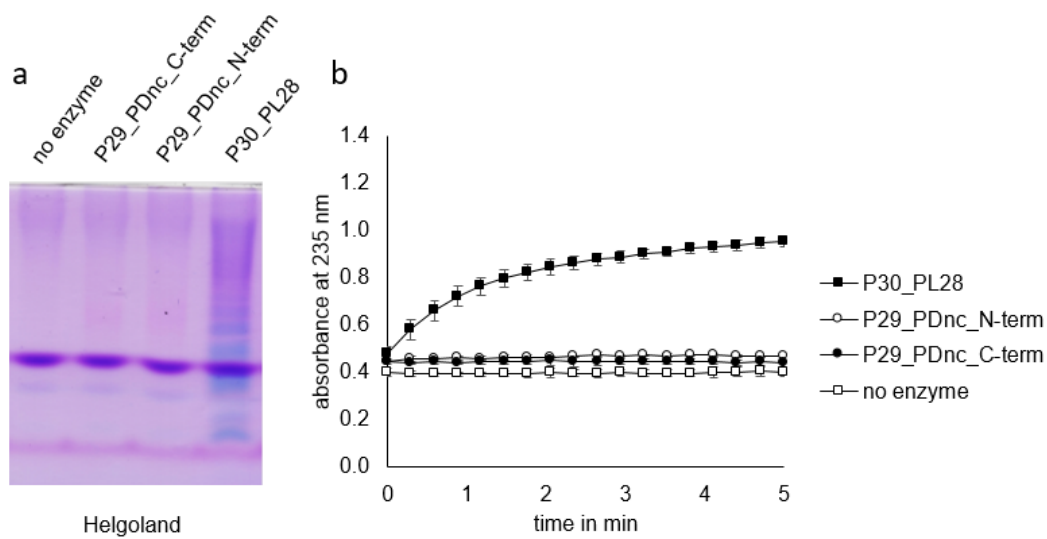 a
no enzyme
P29_PDnc_C-term
P29_PDnc_N-term
P30_PL28
Helgoland
b
absorbance at 235 nm
1.4
1.2
1.0
0.8
0.6
0.4
0.2
0.0
0 1 2 3 4 5
time in min
P30_PL28
P29_PDnc_N-term
P29_PDnc_C-term
no enzyme